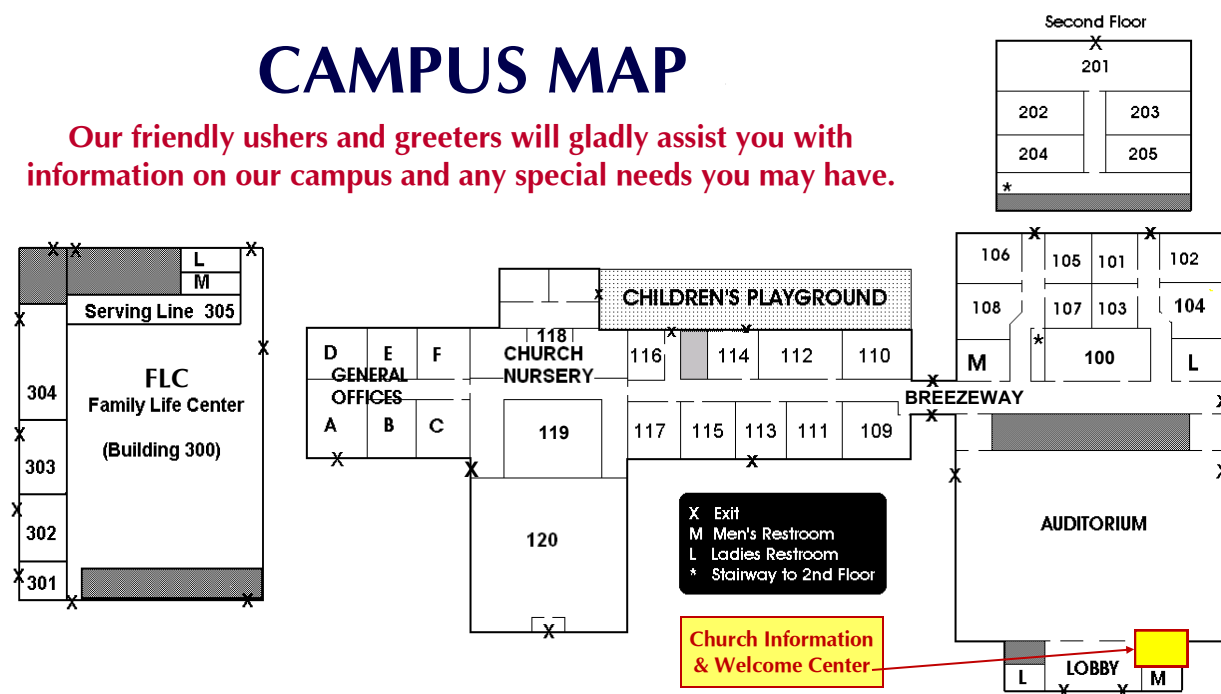 CAMPUS MAP
Our friendly ushers and greeters will gladly assist you with
information on our campus and any special needs you may have.
Second Floor
X
201
202
203
204
205
*
X X X
L
M
Serving Line 305
X
X
FLC
Family Life Center
(Building 300)
304
X
303
X
302
X
301
X X
X
CHILDREN'S PLAYGROUND
X X
118
CHURCH
NURSERY
D E F
GENERAL
OFFICES
A B C
X
116 114 112 110
117 115 113 111 109
X
119
X
120
X
X X
106 105 101 102
108 107 103 104
M
*
100
L
X
BREEZEWAY
X
X
X
X
AUDITORIUM
X Exit
M Men's Restroom
L Ladies Restroom
* Stairway to 2nd Floor
Church Information
& Welcome Center
LOBBY
L
M
X X